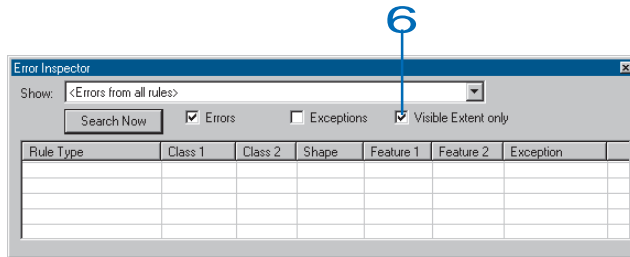 6
Error Inspector
Show: <Errors from all rules>
Search Now Errors Exceptions Visible Extent only
Rule Type Class 1 Class 2 Shape Feature 1 Feature 2 Exception